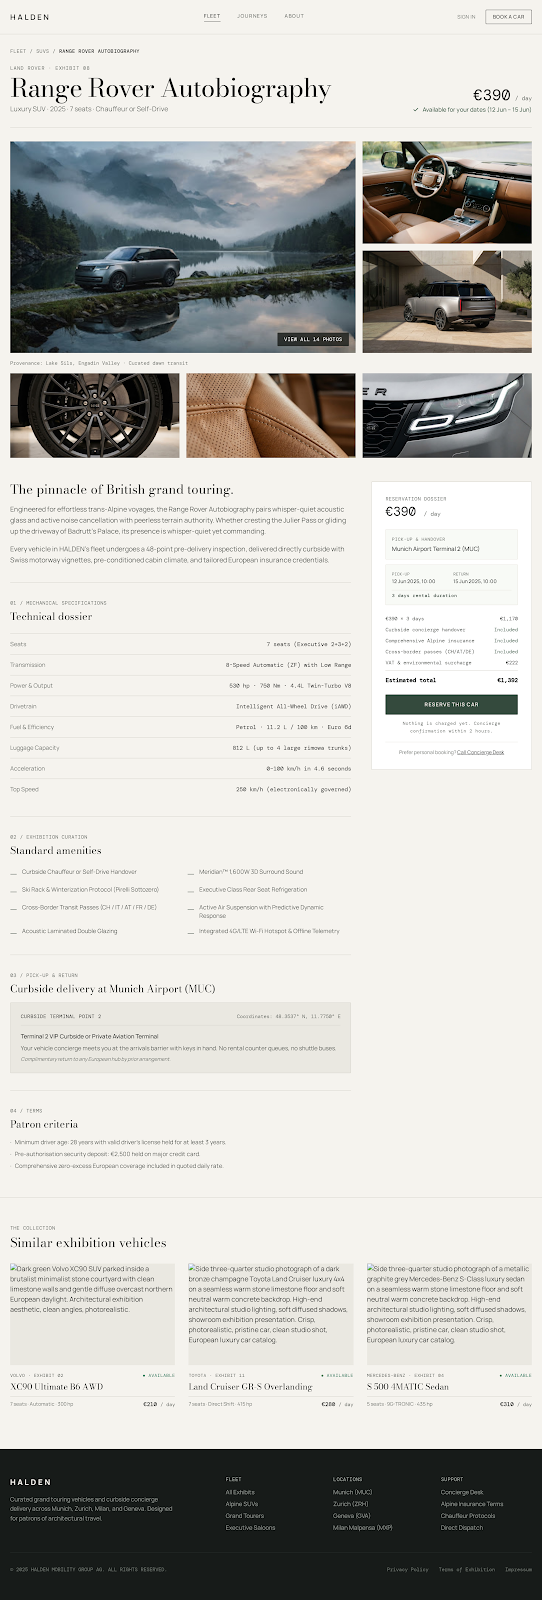 HALDEN
FLEET JOURNEYS ABOUT
SIGN IN BOOK A CAR
FLEET / SUVS / RANGE ROVER AUTOBIOGRAPHY
LAND ROVER · EXHIBIT 08
Range Rover Autobiography
Luxury SUV · 2025 · 7 seats · Chauffeur or Self-Drive
€390 / day
✓ Available for your dates (12 Jun – 15 Jun)
VIEW ALL 14 PHOTOS
Provenance: Lake Sils, Engadin Valley · Curated dawn transit
The pinnacle of British grand touring.
Engineered for effortless trans-Alpine voyages, the Range Rover Autobiography pairs whisper-quiet acoustic
glass and active noise cancellation with peerless terrain authority. Whether cresting the Julier Pass or gliding
up the driveway of Badrutt's Palace, its presence is whisper-quiet yet commanding.
Every vehicle in HALDEN's fleet undergoes a 48-point pre-delivery inspection, delivered directly curbside with
Swiss motorway vignettes, pre-conditioned cabin climate, and tailored European insurance credentials.
RESERVATION DOSSIER
€390 / day
PICK-UP & HANDOVER
Munich Airport Terminal 2 (MUC)
PICK-UP RETURN
12 Jun 2025, 10:00 15 Jun 2025, 10:00
3 days rental duration
€390 × 3 days €1,170
Curbside concierge handover Included
Comprehensive Alpine insurance Included
Cross-border passes (CH/AT/DE) Included
VAT & environmental surcharge €222
Estimated total €1,392
RESERVE THIS CAR
Nothing is charged yet. Concierge
confirmation within 2 hours.
Prefer personal booking? Call Concierge Desk
01 / MECHANICAL SPECIFICATIONS
Technical dossier
Seats 7 seats (Executive 2+3+2)
Transmission 8-Speed Automatic (ZF) with Low Range
Power & Output 530 hp · 750 Nm · 4.4L Twin-Turbo V8
Drivetrain Intelligent All-Wheel Drive (iAWD)
Fuel & Efficiency Petrol · 11.2 L / 100 km · Euro 6d
Luggage Capacity 812 L (up to 4 large rimowa trunks)
Acceleration 0–100 km/h in 4.6 seconds
Top Speed 250 km/h (electronically governed)
02 / EXHIBITION CURATION
Standard amenities
— Curbside Chauffeur or Self-Drive Handover
— Meridian™ 1,600W 3D Surround Sound
— Ski Rack & Winterization Protocol (Pirelli Sottozero)
— Executive Class Rear Seat Refrigeration
— Cross-Border Transit Passes (CH / IT / AT / FR / DE)
— Active Air Suspension with Predictive Dynamic
Response
— Acoustic Laminated Double Glazing
— Integrated 4G/LTE Wi-Fi Hotspot & Offline Telemetry
03 / PICK-UP & RETURN
Curbside delivery at Munich Airport (MUC)
CURBSIDE TERMINAL POINT 2 Coordinates: 48.3537° N, 11.7750° E
Terminal 2 VIP Curbside or Private Aviation Terminal
Your vehicle concierge meets you at the arrivals barrier with keys in hand. No rental counter queues, no shuttle buses.
Complimentary return to any European hub by prior arrangement.
04 / TERMS
Patron criteria
· Minimum driver age: 28 years with valid driver's license held for at least 3 years.
· Pre-authorisation security deposit: €2,500 held on major credit card.
· Comprehensive zero-excess European coverage included in quoted daily rate.
THE COLLECTION
Similar exhibition vehicles
Dark green Volvo XC90 SUV parked inside a
brutalist minimalist stone courtyard with clean
limestone walls and gentle diffuse overcast northern
European daylight. Architectural exhibition
aesthetic, clean angles, photorealistic.
VOLVO · EXHIBIT 02 ● AVAILABLE
XC90 Ultimate B6 AWD
7 seats · Automatic · 300 hp €210 / day
Side three-quarter studio photograph of a dark
bronze champagne Toyota Land Cruiser luxury 4x4
on a seamless warm stone limestone floor and soft
neutral warm concrete backdrop. High-end
architectural studio lighting, soft diffused shadows,
showroom exhibition presentation. Crisp,
photorealistic, pristine car, clean studio shot,
European luxury car catalog.
TOYOTA · EXHIBIT 11 ● AVAILABLE
Land Cruiser GR-S Overlanding
7 seats · Direct Shift · 415 hp €280 / day
Side three-quarter studio photograph of a metallic
graphite grey Mercedes-Benz S-Class luxury sedan
on a seamless warm stone limestone floor and soft
neutral warm concrete backdrop. High-end
architectural studio lighting, soft diffused shadows,
showroom exhibition presentation. Crisp,
photorealistic, pristine car, clean studio shot,
European luxury car catalog.
MERCEDES-BENZ · EXHIBIT 04 ● AVAILABLE
S 500 4MATIC Sedan
5 seats · 9G-TRONIC · 435 hp €310 / day
HALDEN
Curated grand touring vehicles and curbside concierge
delivery across Munich, Zurich, Milan, and Geneva. Designed
for patrons of architectural travel.
FLEET
All Exhibits
Alpine SUVs
Grand Tourers
Executive Saloons
LOCATIONS
Munich (MUC)
Zurich (ZRH)
Geneva (GVA)
Milan Malpensa (MXP)
SUPPORT
Concierge Desk
Alpine Insurance Terms
Chauffeur Protocols
Direct Dispatch
© 2025 HALDEN MOBILITY GROUP AG. ALL RIGHTS RESERVED.
Privacy Policy Terms of Exhibition Impressum